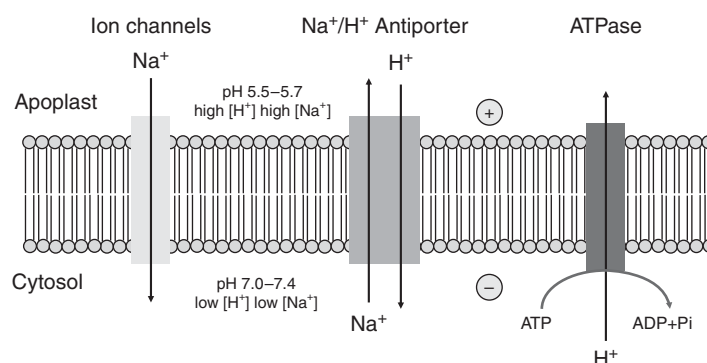 Ion channels
Na⁺/H⁺ Antiporter
ATPase
Na⁺
H⁺
pH 5.5–5.7
high [H⁺] high [Na⁺]
Apoplast
+
Cytosol
pH 7.0–7.4
low [H⁺] low [Na⁺]
−
Na⁺
ATP
ADP+Pi
H⁺